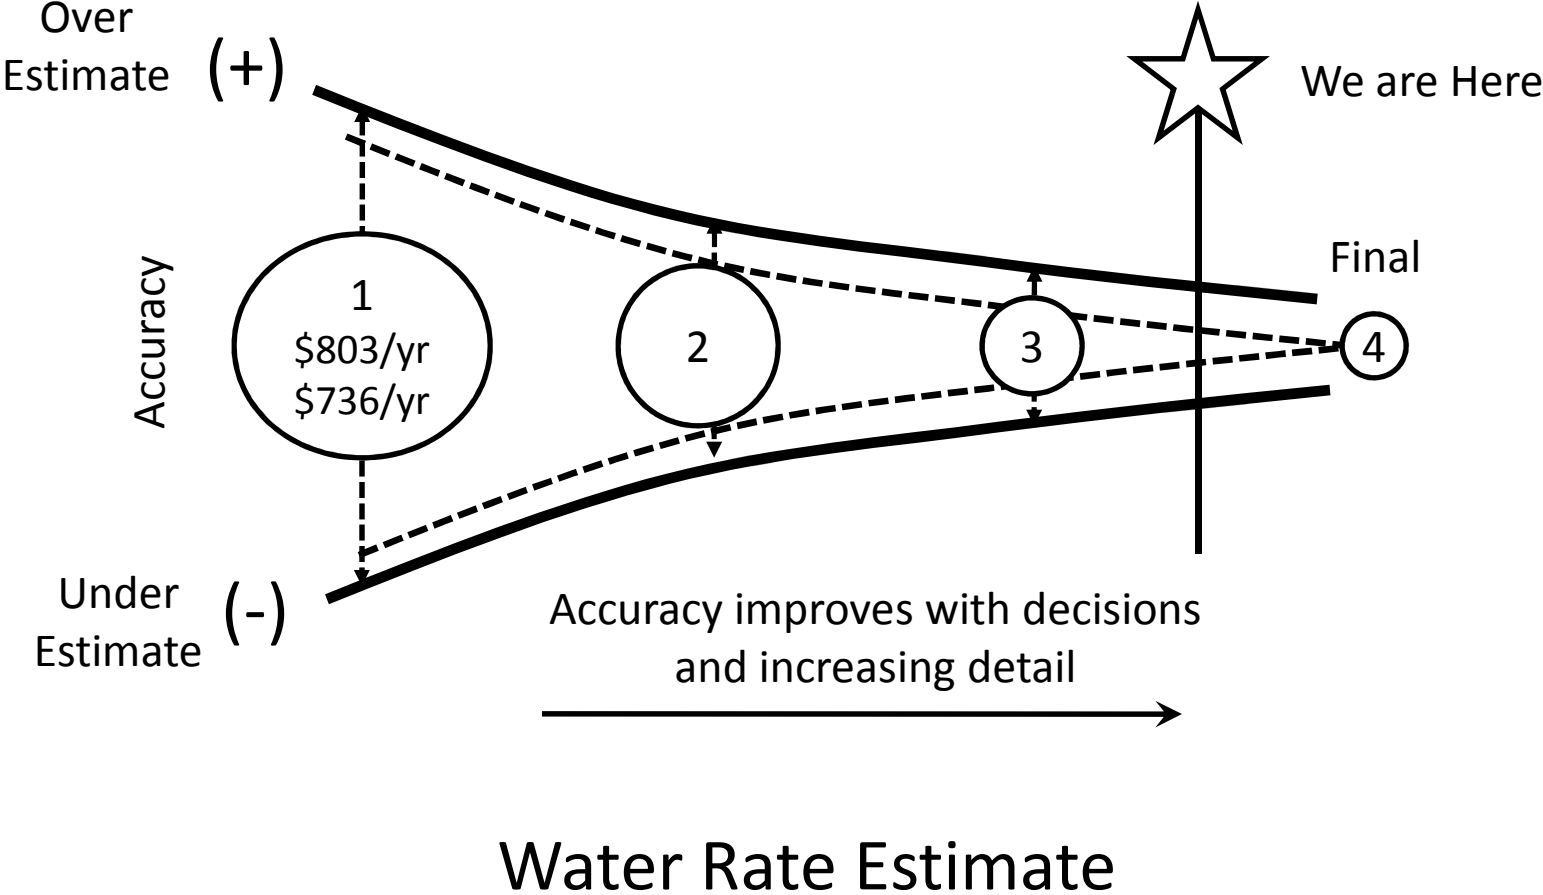 Over
Estimate
(+)
We are Here
Accuracy
1
$803/yr
$736/yr
2
3
Final
4
Under
Estimate
(-)
Accuracy improves with decisions
and increasing detail
Water Rate Estimate